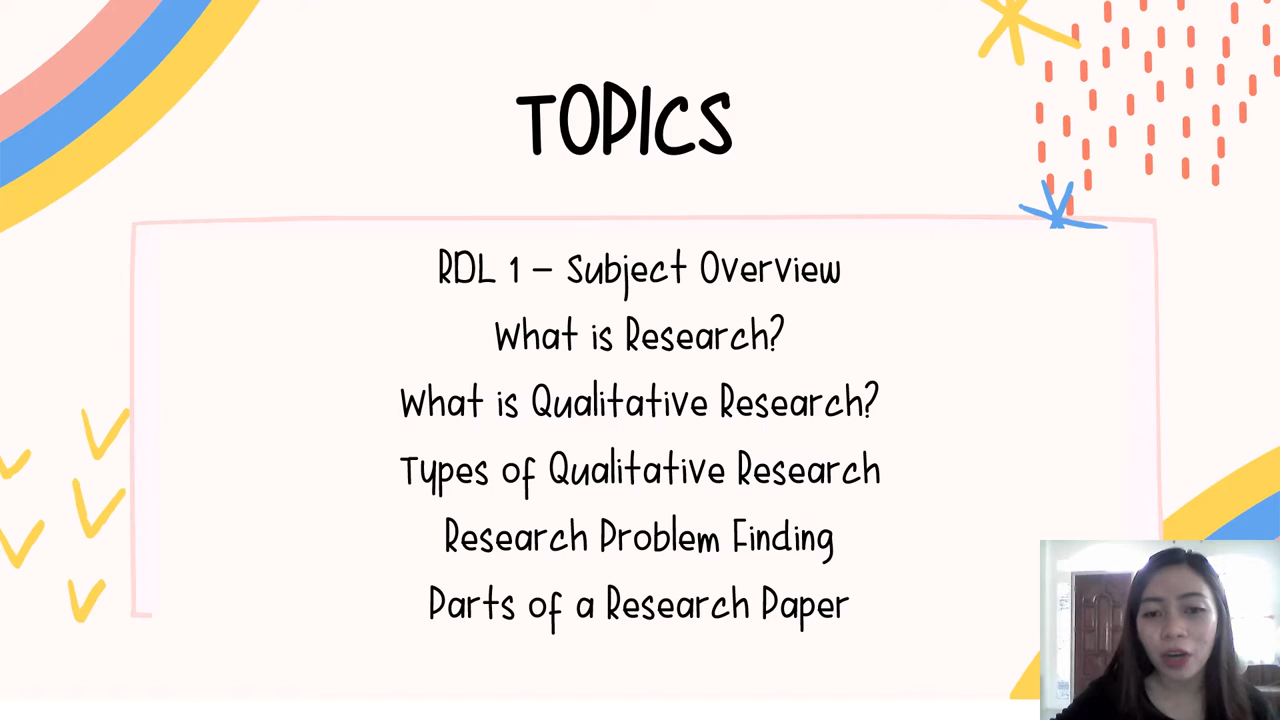 TOPICS
RDL 1 - Subject Overview
What is Research?
What is Qualitative Research?
Types of Qualitative Research
Research Problem Finding
Parts of a Research Paper